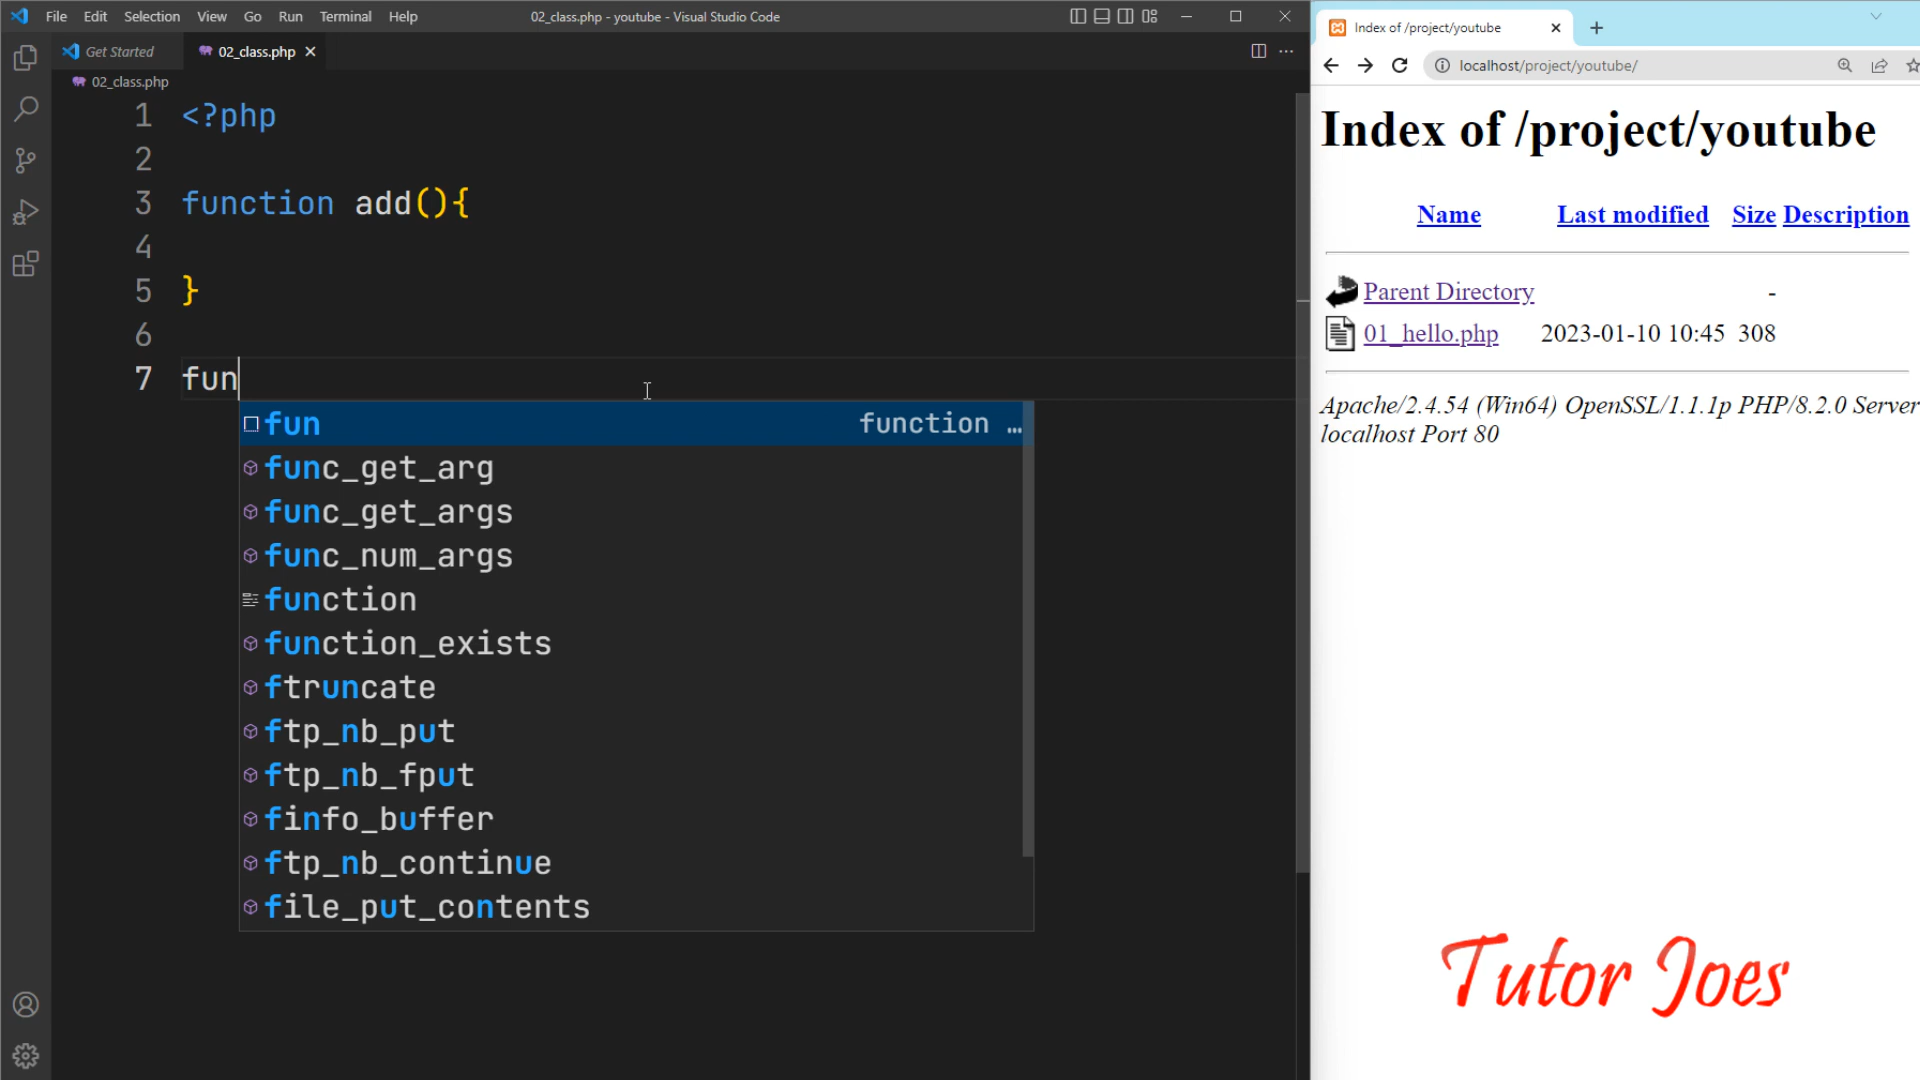 File Edit Selection View Go Run Terminal Help
02_class.php - youtube - Visual Studio Code
Get Started
02_class.php
02_class.php
1 <?php
2
3 function add(){
4
5 }
6
7 fun
fun function …
func_get_arg
func_get_args
func_num_args
function
function_exists
ftruncate
ftp_nb_put
ftp_nb_fput
finfo_buffer
ftp_nb_continue
file_put_contents
Index of /project/youtube
localhost/project/youtube/
Index of /project/youtube
Name Last modified Size Description
Parent Directory -
01_hello.php 2023-01-10 10:45 308
Apache/2.4.54 (Win64) OpenSSL/1.1.1p PHP/8.2.0 Server
localhost Port 80
Tutor Joes